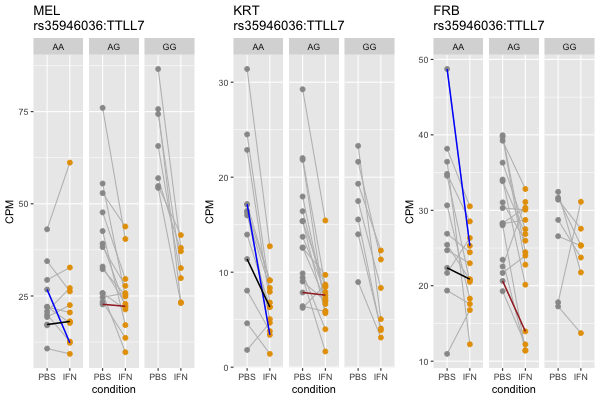 MEL
rs35946036:TTLL7
AA AG GG
CPM
75
50
25
PBS IFN PBS IFN PBS IFN
condition
KRT
rs35946036:TTLL7
AA AG GG
CPM
30
20
10
0
PBS IFN PBS IFN PBS IFN
condition
FRB
rs35946036:TTLL7
AA AG GG
CPM
50
40
30
20
10
PBS IFN PBS IFN PBS IFN
condition